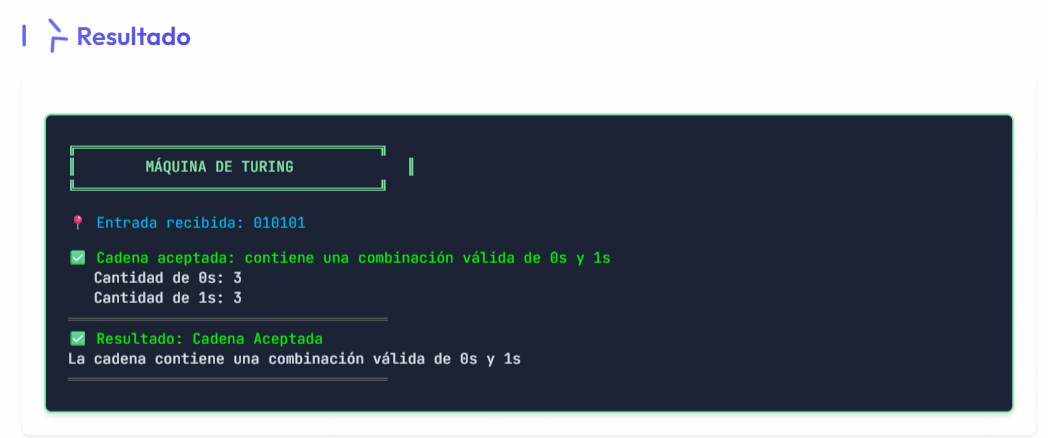 Resultado
MÁQUINA DE TURING
Entrada recibida: 010101
Cadena aceptada: contiene una combinación válida de 0s y 1s
Cantidad de 0s: 3
Cantidad de 1s: 3
Resultado: Cadena Aceptada
La cadena contiene una combinación válida de 0s y 1s